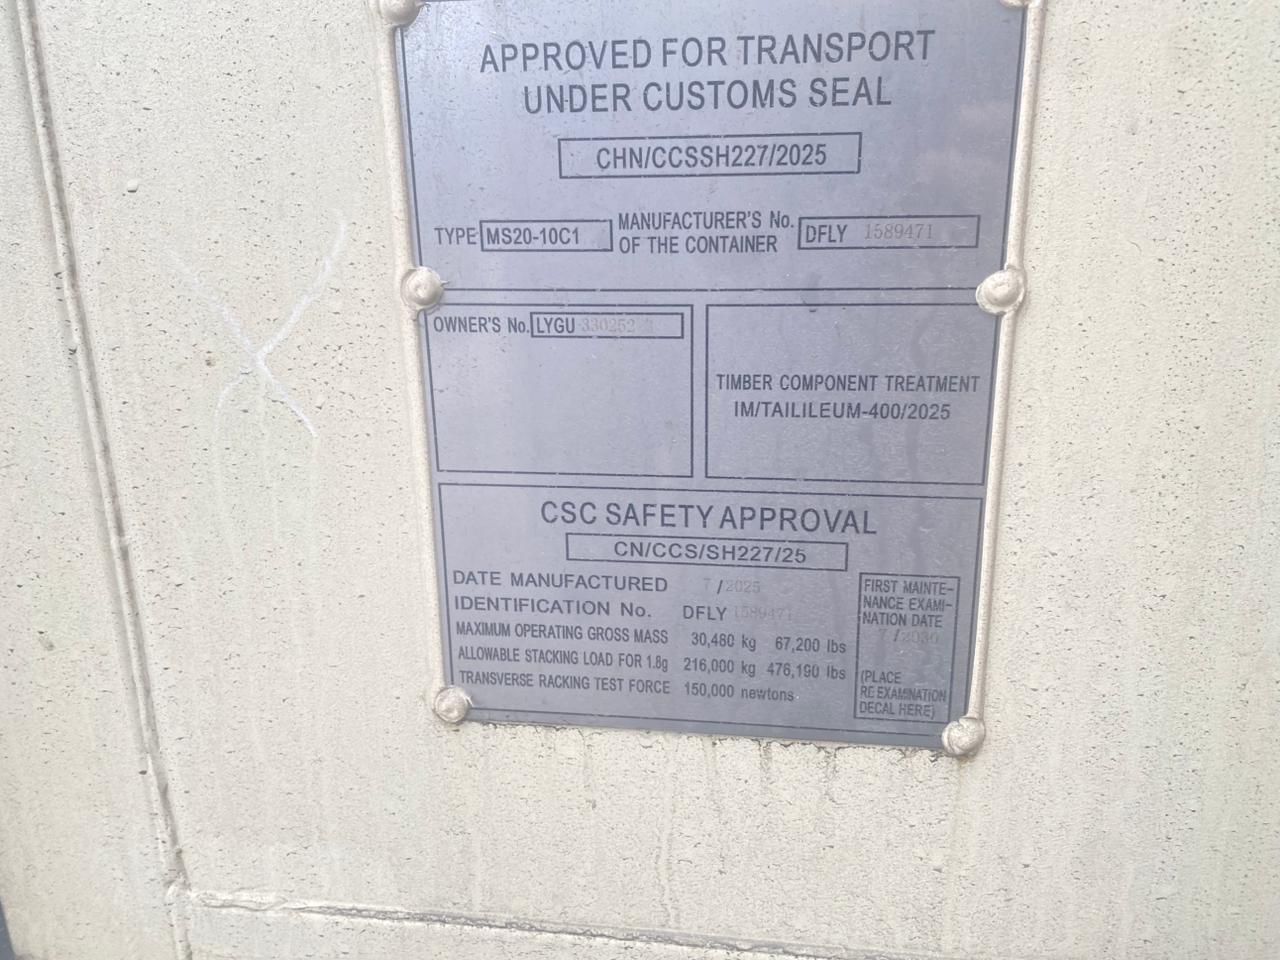 APPROVED FOR TRANSPORT
UNDER CUSTOMS SEAL
CHN/CCSSH227/2025
TYPE MS20-10C1 MANUFACTURER'S No. OF THE CONTAINER DFLY 1589471
OWNER'S No. LYGU 330252
TIMBER COMPONENT TREATMENT
IM/TAILILEUM-400/2025
CSC SAFETY APPROVAL
CN/CCS/SH227/25
DATE MANUFACTURED 7 / 2025
IDENTIFICATION No. DFLY 1589471
MAXIMUM OPERATING GROSS MASS 30,480 kg 67,200 lbs
ALLOWABLE STACKING LOAD FOR 1.8g 216,000 kg 476,190 lbs
TRANSVERSE RACKING TEST FORCE 150,000 newtons
FIRST MAINTE-
NANCE EXAMI-
NATION DATE
7 / 2030
(PLACE
RE EXAMINATION
DECAL HERE)